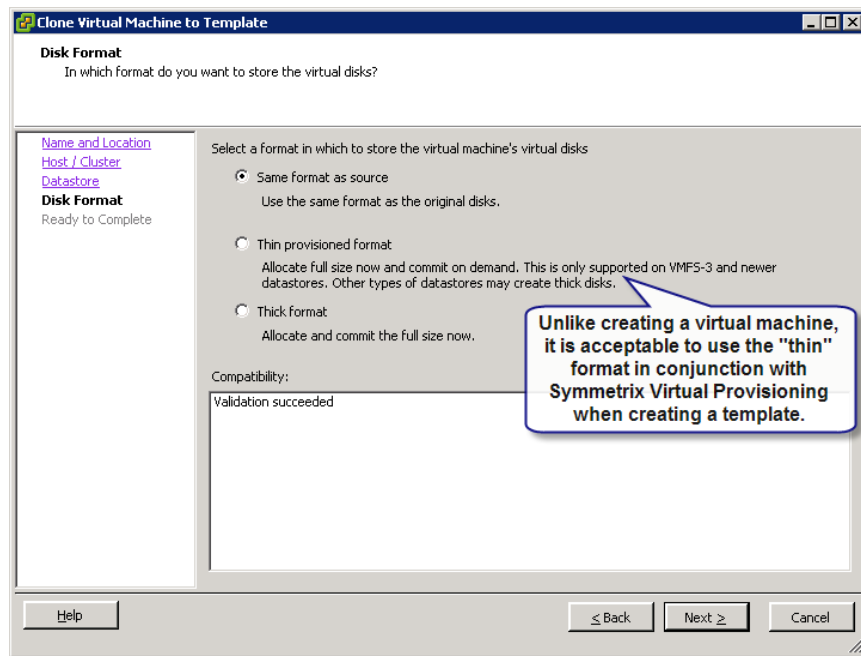 Clone Virtual Machine to Template
Disk Format
In which format do you want to store the virtual disks?
Name and Location
Host / Cluster
Datastore
Disk Format
Ready to Complete
Select a format in which to store the virtual machine's virtual disks
Same format as source
Use the same format as the original disks.
Thin provisioned format
Allocate full size now and commit on demand. This is only supported on VMFS-3 and newer
datastores. Other types of datastores may create thick disks.
Thick format
Allocate and commit the full size now.
Unlike creating a virtual machine,
it is acceptable to use the "thin"
format in conjunction with
Symmetrix Virtual Provisioning
when creating a template.
Compatibility:
Validation succeeded
Help
≤ Back
Next ≥
Cancel